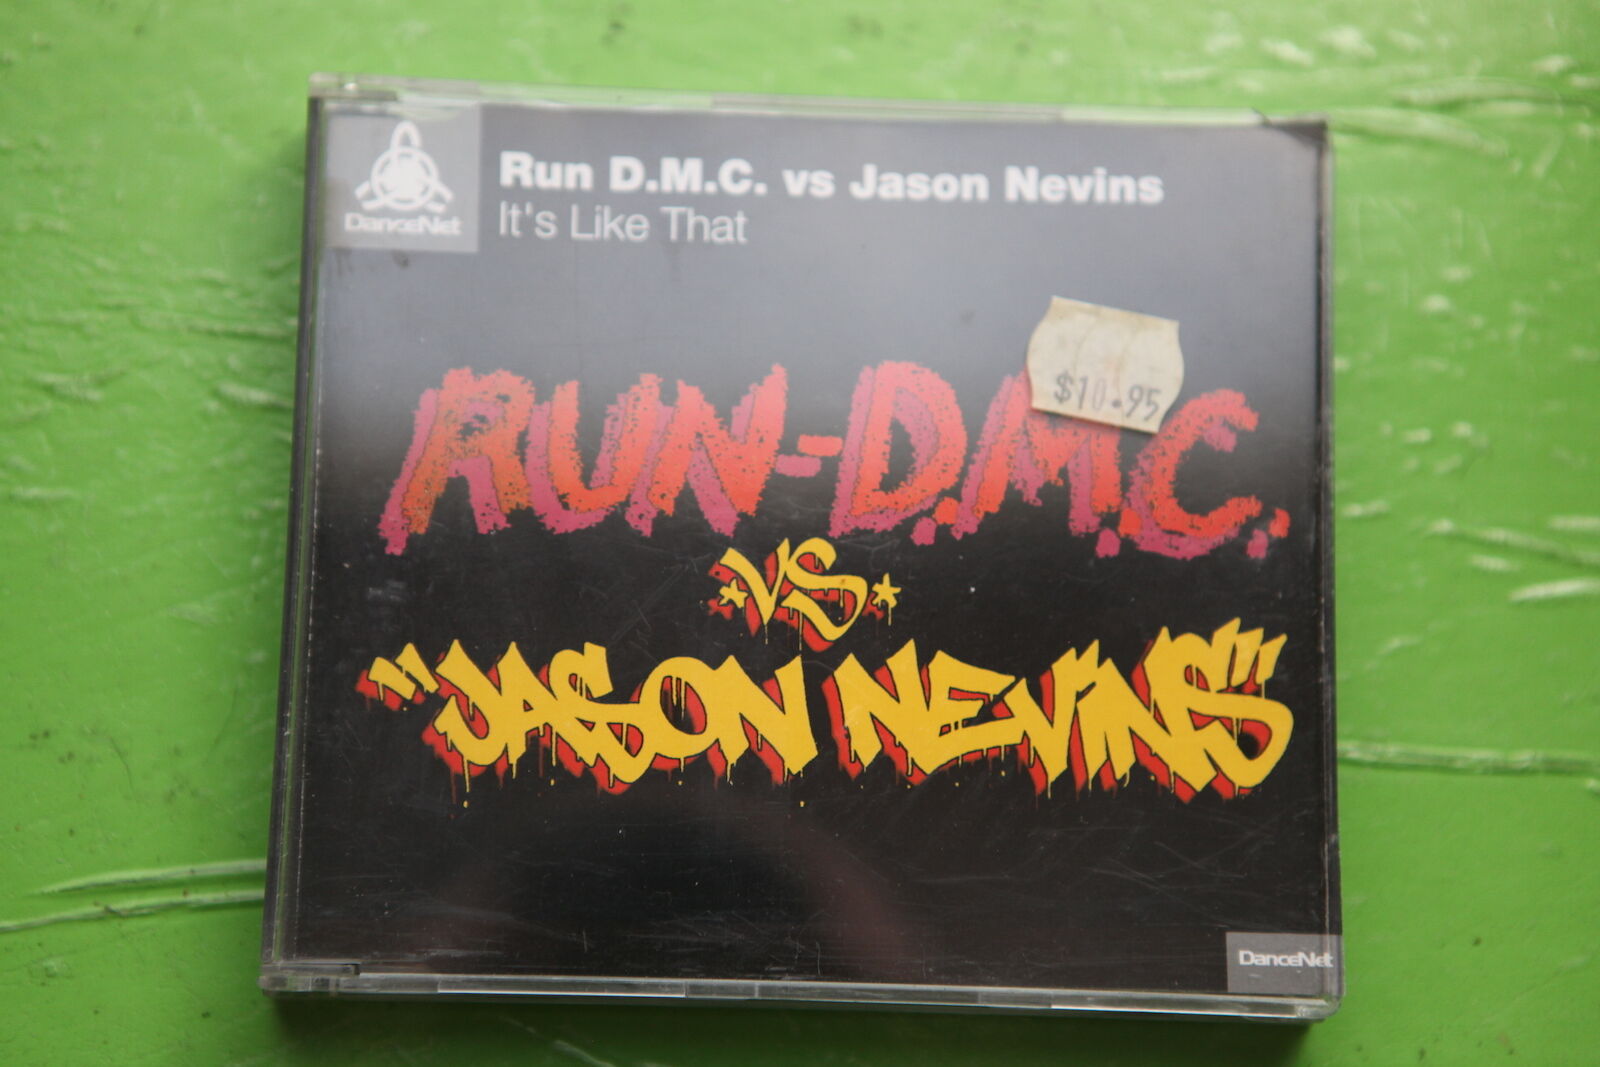 DanceNet
Run D.M.C. vs Jason Nevins
It's Like That
$10.95
RUN-D.M.C.
*VS*
"JASON NEVINS"
DanceNet